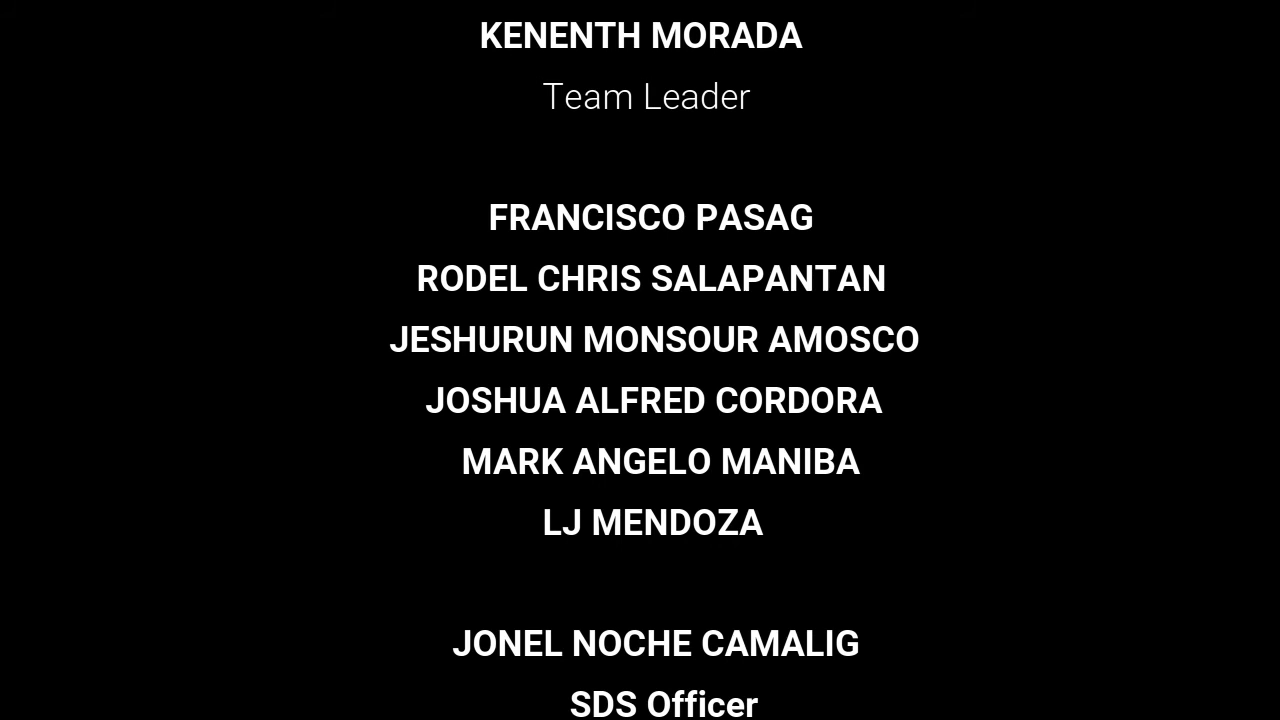 KENENTH MORADA
Team Leader
FRANCISCO PASAG
RODEL CHRIS SALAPANTAN
JESHURUN MONSOUR AMOSCO
JOSHUA ALFRED CORDORA
MARK ANGELO MANIBA
LJ MENDOZA
JONEL NOCHE CAMALIG
SDS Officer